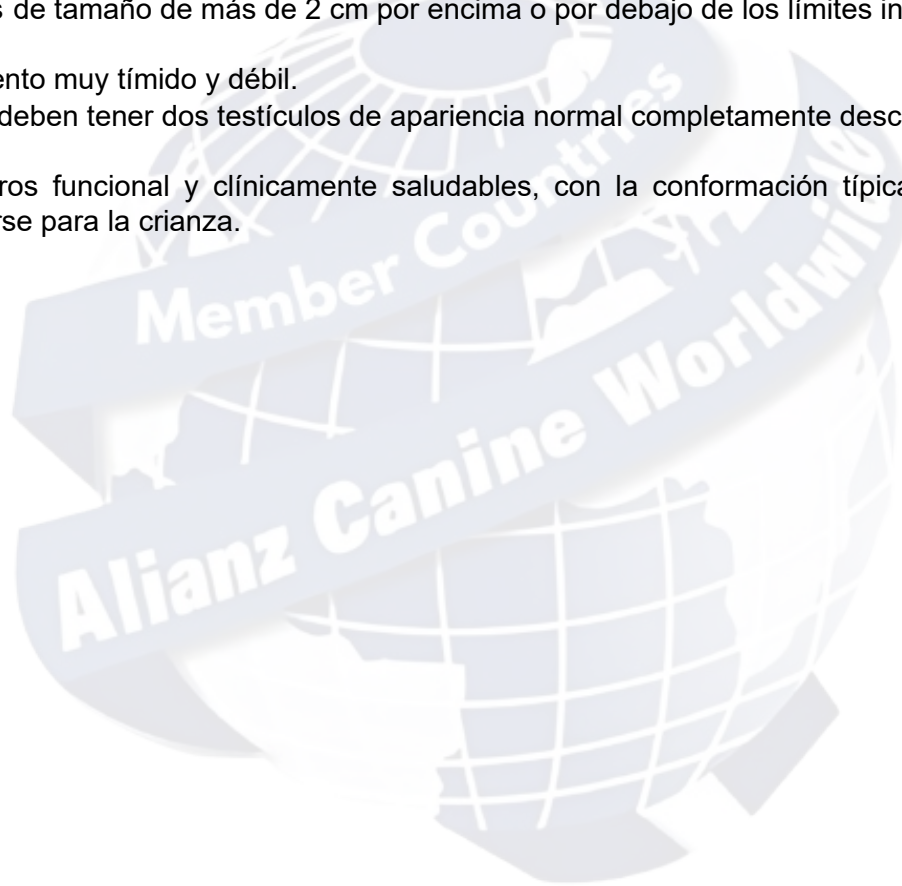 s de tamaño de más de 2 cm por encima o por debajo de los límites in
ento muy tímido y débil.
deben tener dos testículos de apariencia normal completamente desc
ros funcional y clínicamente saludables, con la conformación típica
rse para la crianza.
Member Countries
Alianz Canine Worldwide